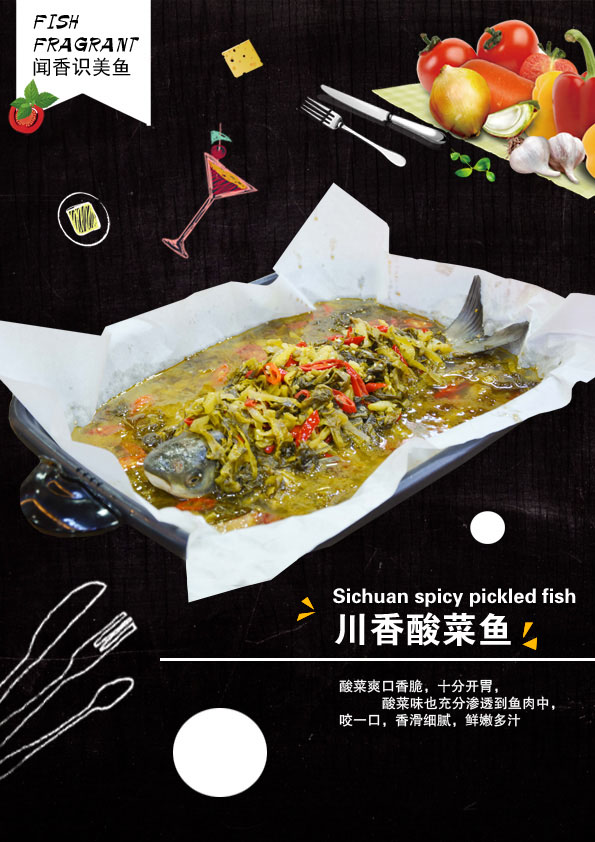 FISH
FRAGRANT
闻香识美鱼
Sichuan spicy pickled fish
川香酸菜鱼
酸菜爽口香脆，十分开胃，
酸菜味也充分渗透到鱼肉中，
咬一口，香滑细腻，鲜嫩多汁